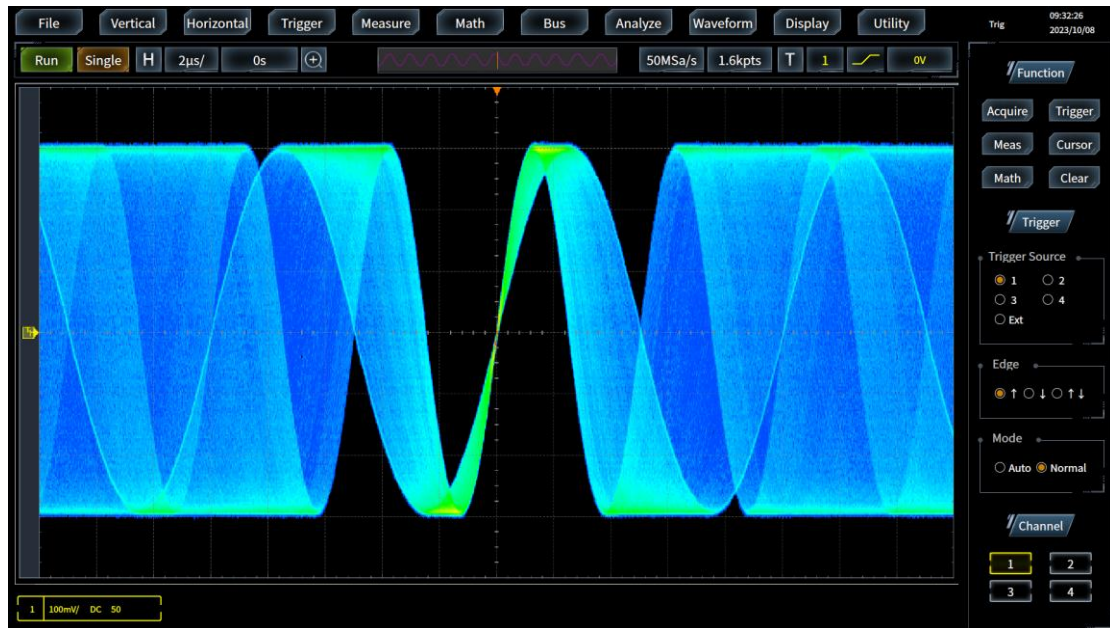 File Vertical Horizontal Trigger Measure Math Bus Analyze Waveform Display Utility Trig 09:32:26
2023/10/08
Run Single H 2μs/ 0s 50MSa/s 1.6kpts T 1 0V
Function
Acquire Trigger
Meas Cursor
Math Clear
Trigger
Trigger Source
1 2
3 4
Ext
Edge
↑ ↓ ↑↓
Mode
Auto Normal
Channel
1 2
3 4
1 100mV/ DC 50